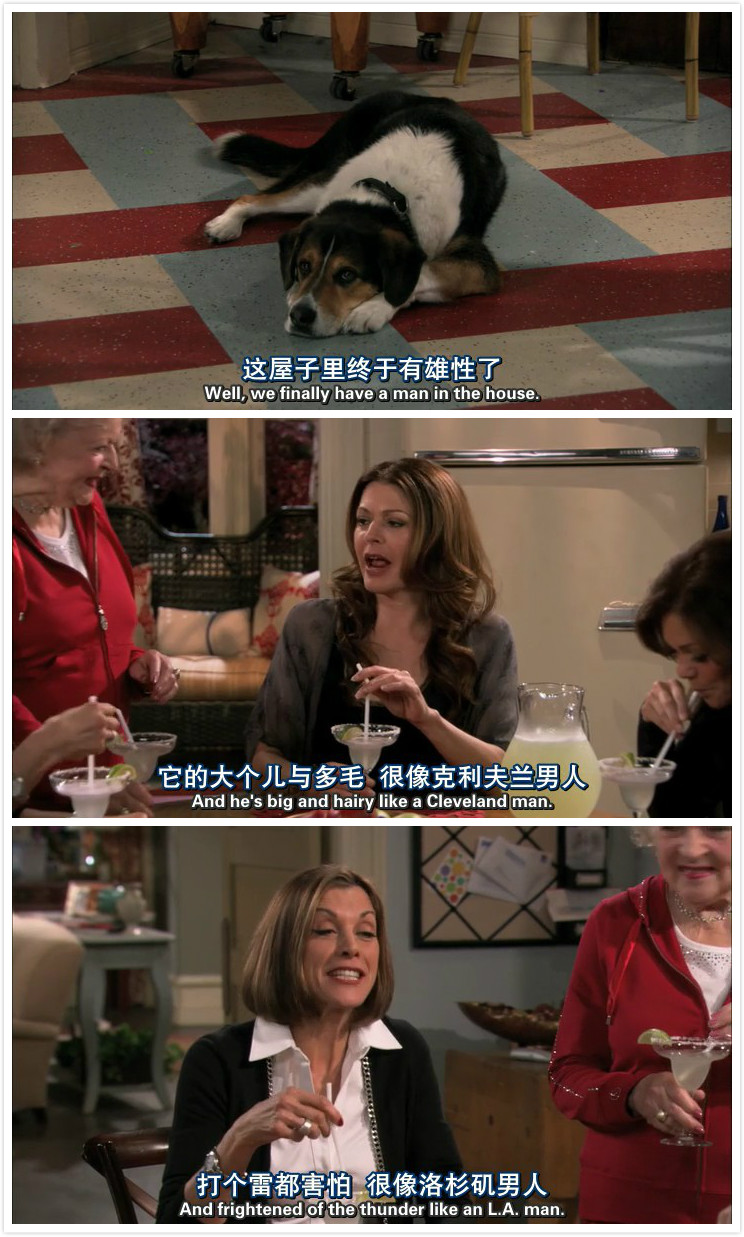 这屋子里终于有雄性了
Well, we finally have a man in the house.
它的大个儿与多毛 很像克利夫兰男人
And he's big and hairy like a Cleveland man.
打个雷都害怕 很像洛杉矶男人
And frightened of the thunder like an L.A. man.